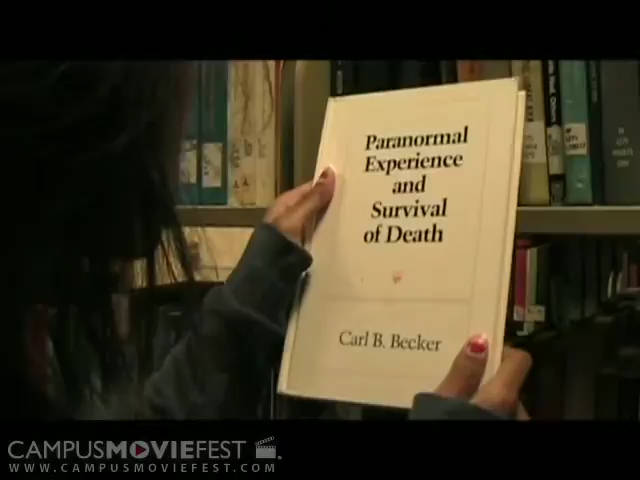 Paranormal
Experience
and
Survival
of Death
Carl B. Becker
CAMPUSMOVIEFEST
WWW.CAMPUSMOVIEFEST.COM